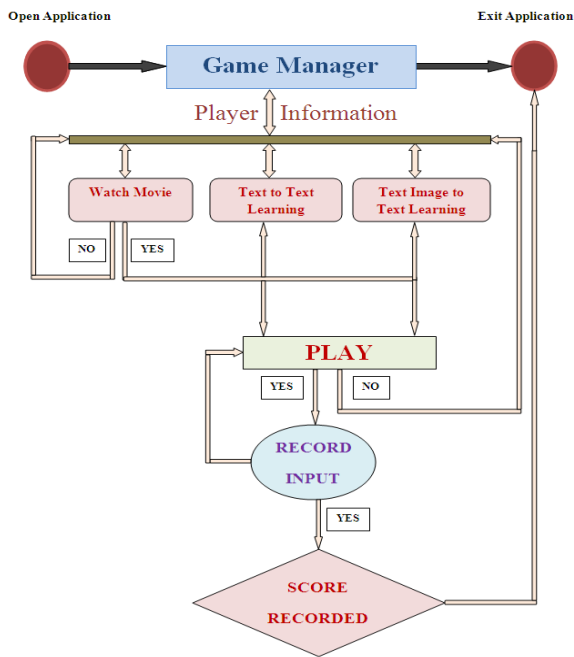 Open Application
Exit Application
Game Manager
Player Information
Watch Movie
Text to Text
Learning
Text Image to
Text Learning
NO
YES
PLAY
YES
NO
RECORD
INPUT
YES
SCORE
RECORDED